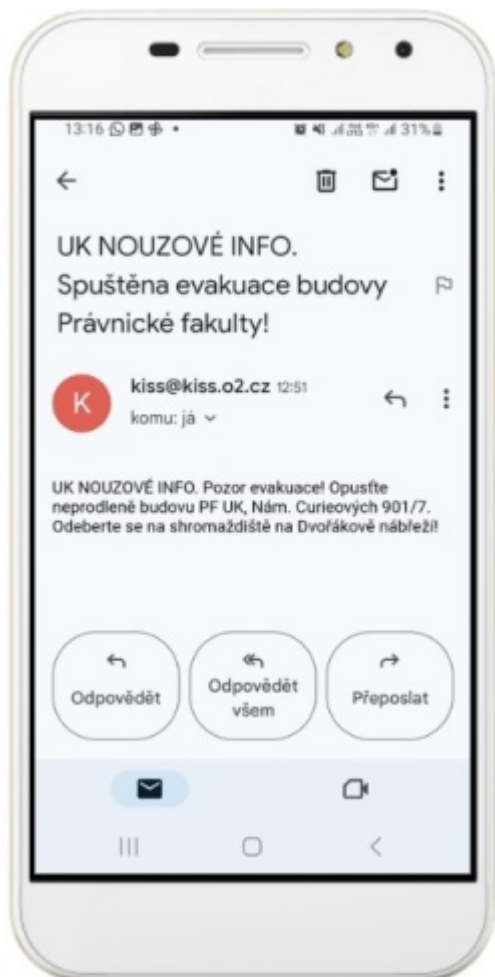 13:16
31%
UK NOUZOVÉ INFO.
Spuštěna evakuace budovy
Právnické fakulty!
K
kiss@kiss.o2.cz 12:51
komu: já
UK NOUZOVÉ INFO. Pozor evakuace! Opusťte
neprodleně budovu PF UK, Nám. Curieových 901/7.
Odeberte se na shromaždiště na Dvořákově nábřeží!
Odpovědět
Odpovědět
všem
Přeposlat